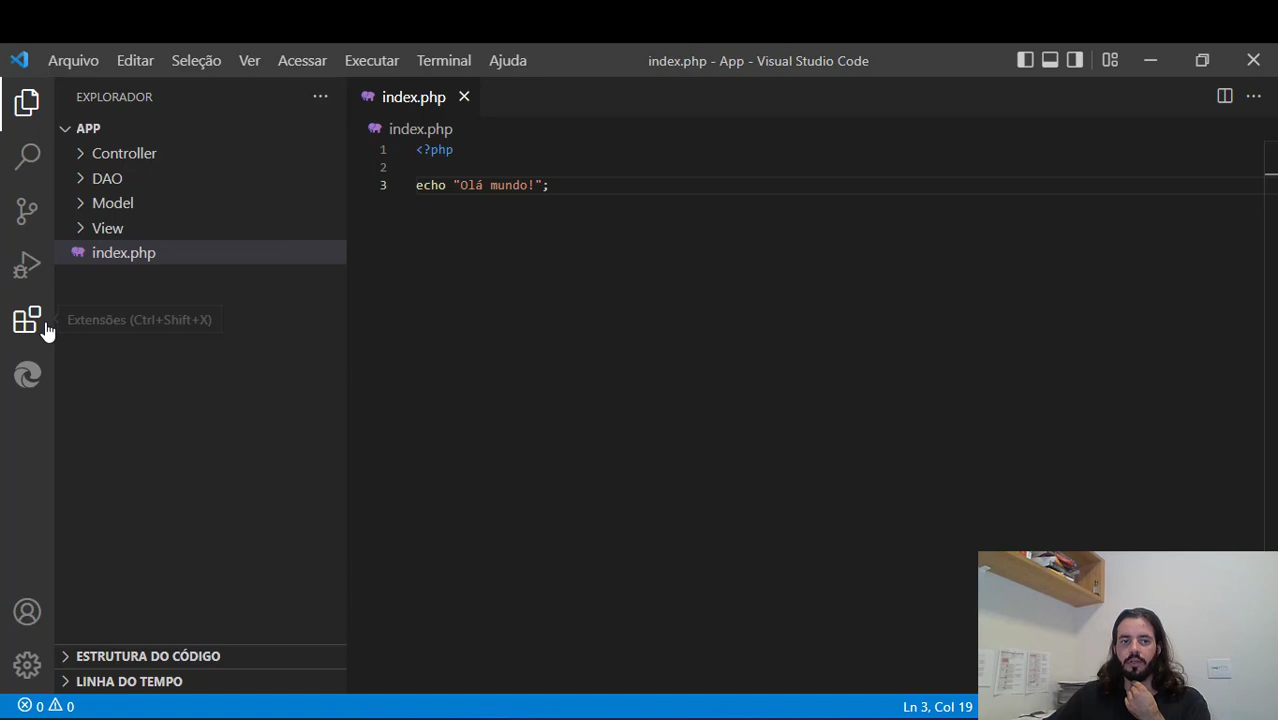 Arquivo Editar Seleção Ver Acessar Executar Terminal Ajuda index.php - App - Visual Studio Code
EXPLORADOR
APP
Controller
DAO
Model
View
index.php
Extensões (Ctrl+Shift+X)
ESTRUTURA DO CÓDIGO
LINHA DO TEMPO
index.php
index.php
1 <?php
2
3 echo "Olá mundo!";
0 0 Ln 3, Col 19